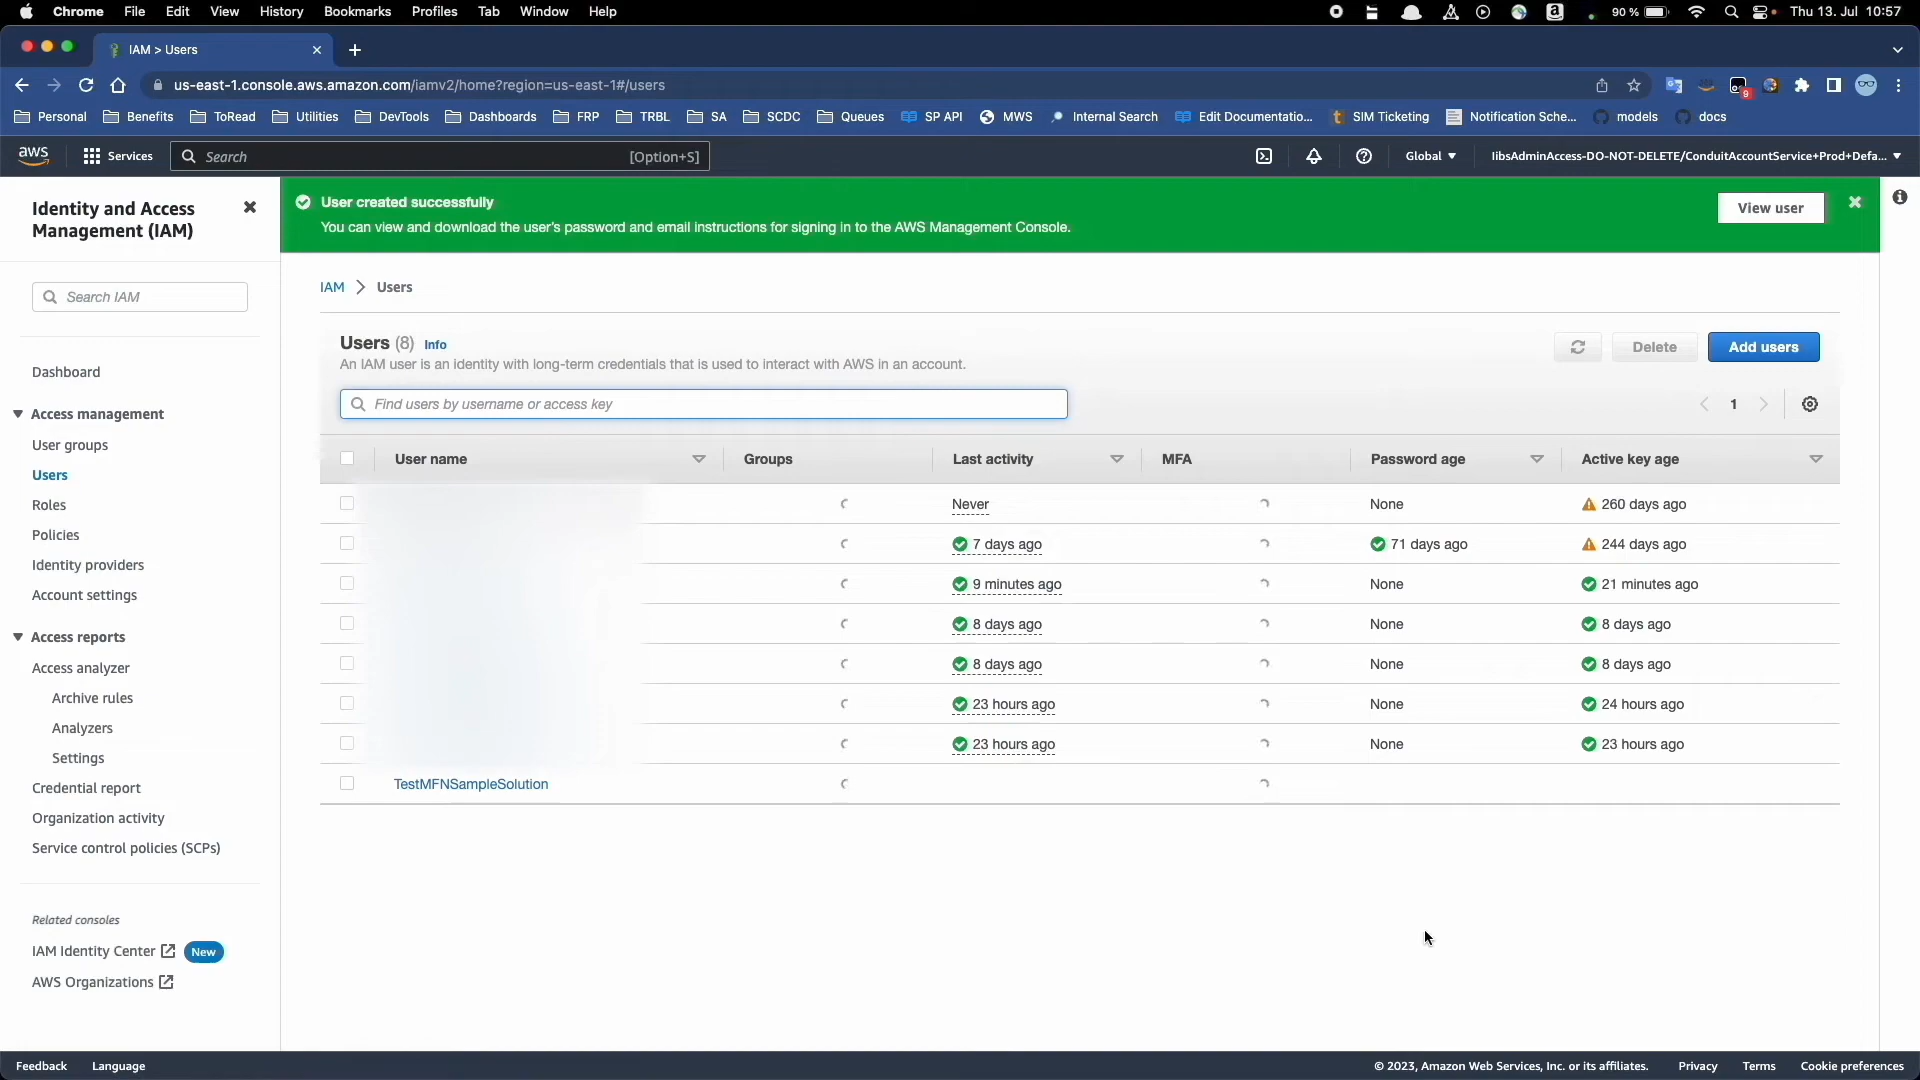 Chrome File Edit View History Bookmarks Profiles Tab Window Help 90 % Thu 13. Jul 10:57
IAM > Users
us-east-1.console.aws.amazon.com/iamv2/home?region=us-east-1#/users
Personal Benefits ToRead Utilities DevTools Dashboards FRP TRBL SA SCDC Queues SP API MWS Internal Search Edit Documentatio... SIM Ticketing Notification Sche... models docs
aws Services Search [Option+S] Global IibsAdminAccess-DO-NOT-DELETE/ConduitAccountService+Prod+Defa...
Identity and Access
Management (IAM)
Search IAM
Dashboard
Access management
User groups
Users
Roles
Policies
Identity providers
Account settings
Access reports
Access analyzer
Archive rules
Analyzers
Settings
Credential report
Organization activity
Service control policies (SCPs)
Related consoles
IAM Identity Center New
AWS Organizations
User created successfully
You can view and download the user's password and email instructions for signing in to the AWS Management Console.
View user
IAM > Users
Users (8) Info
An IAM user is an identity with long-term credentials that is used to interact with AWS in an account.
Delete Add users
Find users by username or access key
1
User name Groups Last activity MFA Password age Active key age
Never None 260 days ago
7 days ago 71 days ago 244 days ago
9 minutes ago None 21 minutes ago
8 days ago None 8 days ago
8 days ago None 8 days ago
23 hours ago None 24 hours ago
23 hours ago None 23 hours ago
TestMFNSampleSolution
Feedback Language © 2023, Amazon Web Services, Inc. or its affiliates. Privacy Terms Cookie preferences